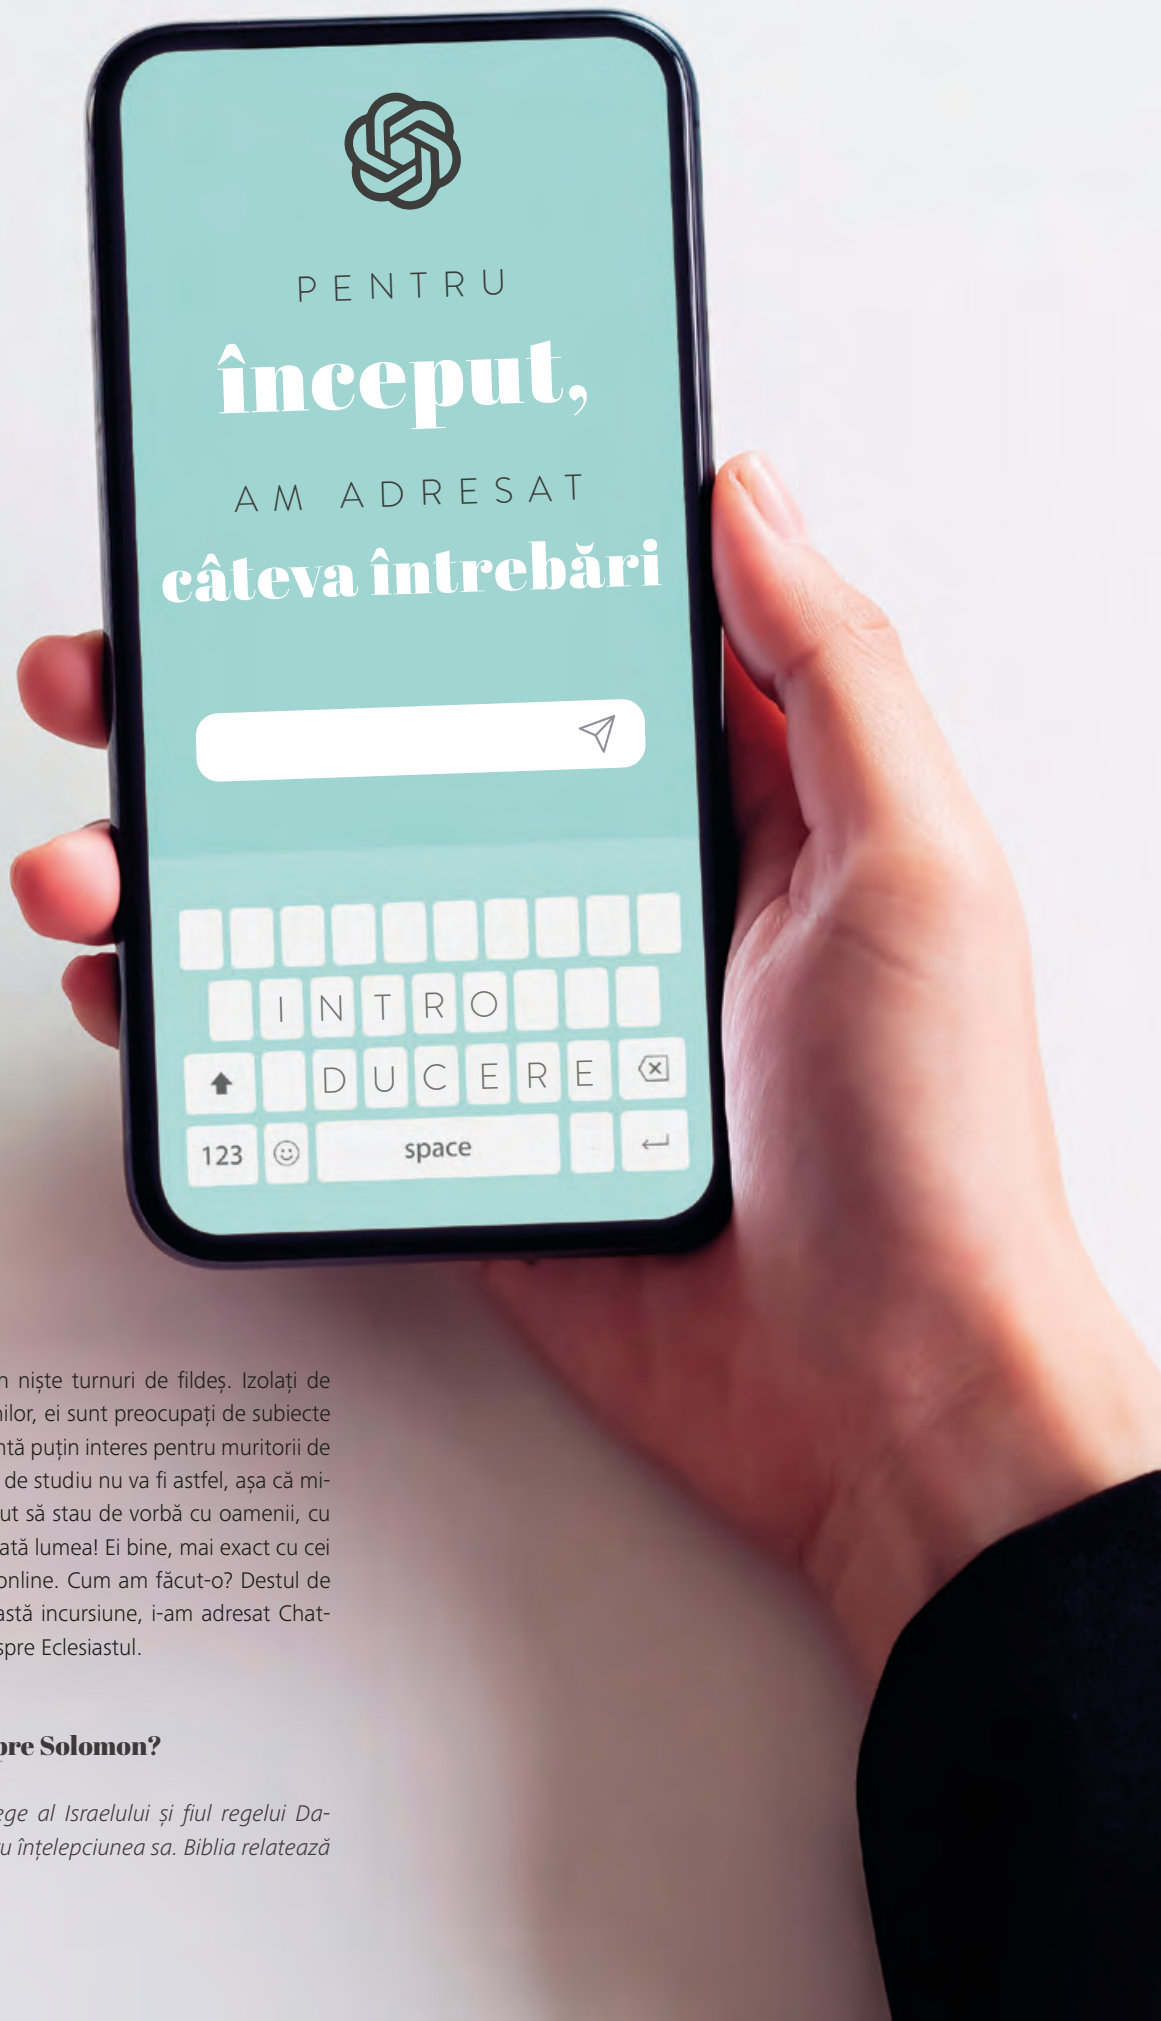 PENTRU
început,
AM ADRESAT
câteva întrebări
INTRO
DUCERE
123 space
n niște turnuri de fildeș. Izolați de
nilor, ei sunt preocupați de subiecte
ntă puțin interes pentru muritorii de
de studiu nu va fi astfel, așa că mi-
ut să stau de vorbă cu oamenii, cu
ată lumea! Ei bine, mai exact cu cei
online. Cum am făcut-o? Destul de
astă incursiune, i-am adresat Chat-
spre Eclesiastul.
pre Solomon?
ege al Israelului și fiul regelui Da-
u înțelepciunea sa. Biblia relatează